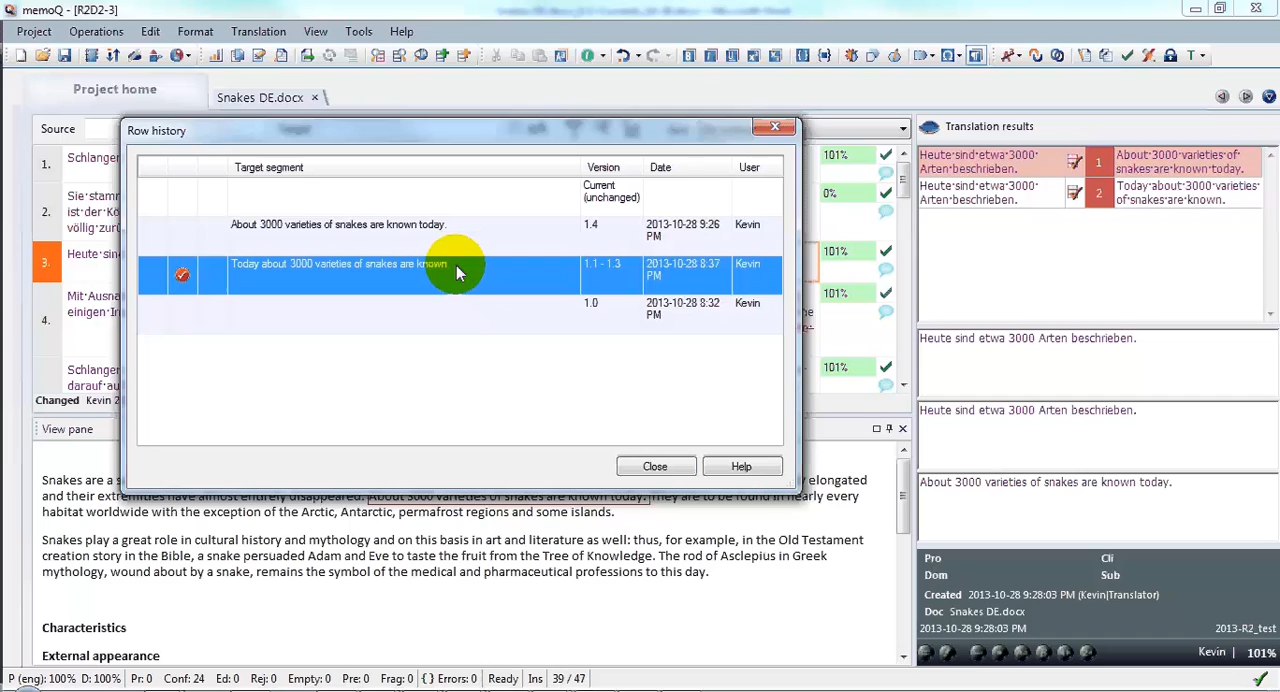 memoQ - [R2D2-3]
Project Operations Edit Format Translation View Tools Help
Project home
Snakes DE.docx ×
Source
1. Schlangen
2. Sie stamm
ist der Kö
völlig zurü
3. Heute sind
4. Mit Ausna
einigen In
Schlangen
darauf au
Changed Kevin 2
Row history
Target segment Version Date User
Current
(unchanged)
About 3000 varieties of snakes are known today. 1.4 2013-10-28 9:26 Kevin
PM
Today about 3000 varieties of snakes are known 1.1 - 1.3 2013-10-28 8:37 Kevin
PM
1.0 2013-10-28 8:32 Kevin
PM
Close Help
101%
0%
101%
101%
101%
Translation results
Heute sind etwa 3000 1 About 3000 varieties of
Arten beschrieben. snakes are known today.
Heute sind etwa 3000 2 Today about 3000 varieties
Arten beschrieben. of snakes are known.
Heute sind etwa 3000 Arten beschrieben.
Heute sind etwa 3000 Arten beschrieben.
About 3000 varieties of snakes are known today.
Pro Cli
Dom Sub
Created 2013-10-28 9:28:03 PM (Kevin|Translator)
Doc Snakes DE.docx
2013-10-28 9:28:03 PM 2013-R2_test
Kevin | 101%
View pane
Snakes are a elongated
and their extremities have almost entirely disappeared. About 3000 varieties of snakes are known today. They are to be found in nearly every
habitat worldwide with the exception of the Arctic, Antarctic, permafrost regions and some islands.
Snakes play a great role in cultural history and mythology and on this basis in art and literature as well: thus, for example, in the Old Testament
creation story in the Bible, a snake persuaded Adam and Eve to taste the fruit from the Tree of Knowledge. The rod of Asclepius in Greek
mythology, wound about by a snake, remains the symbol of the medical and pharmaceutical professions to this day.
Characteristics
External appearance
P (eng): 100% D: 100% Pr: 0 Conf: 24 Ed: 0 Rej: 0 Empty: 0 Pre: 0 Frag: 0 Errors: 0 Ready Ins 39 / 47